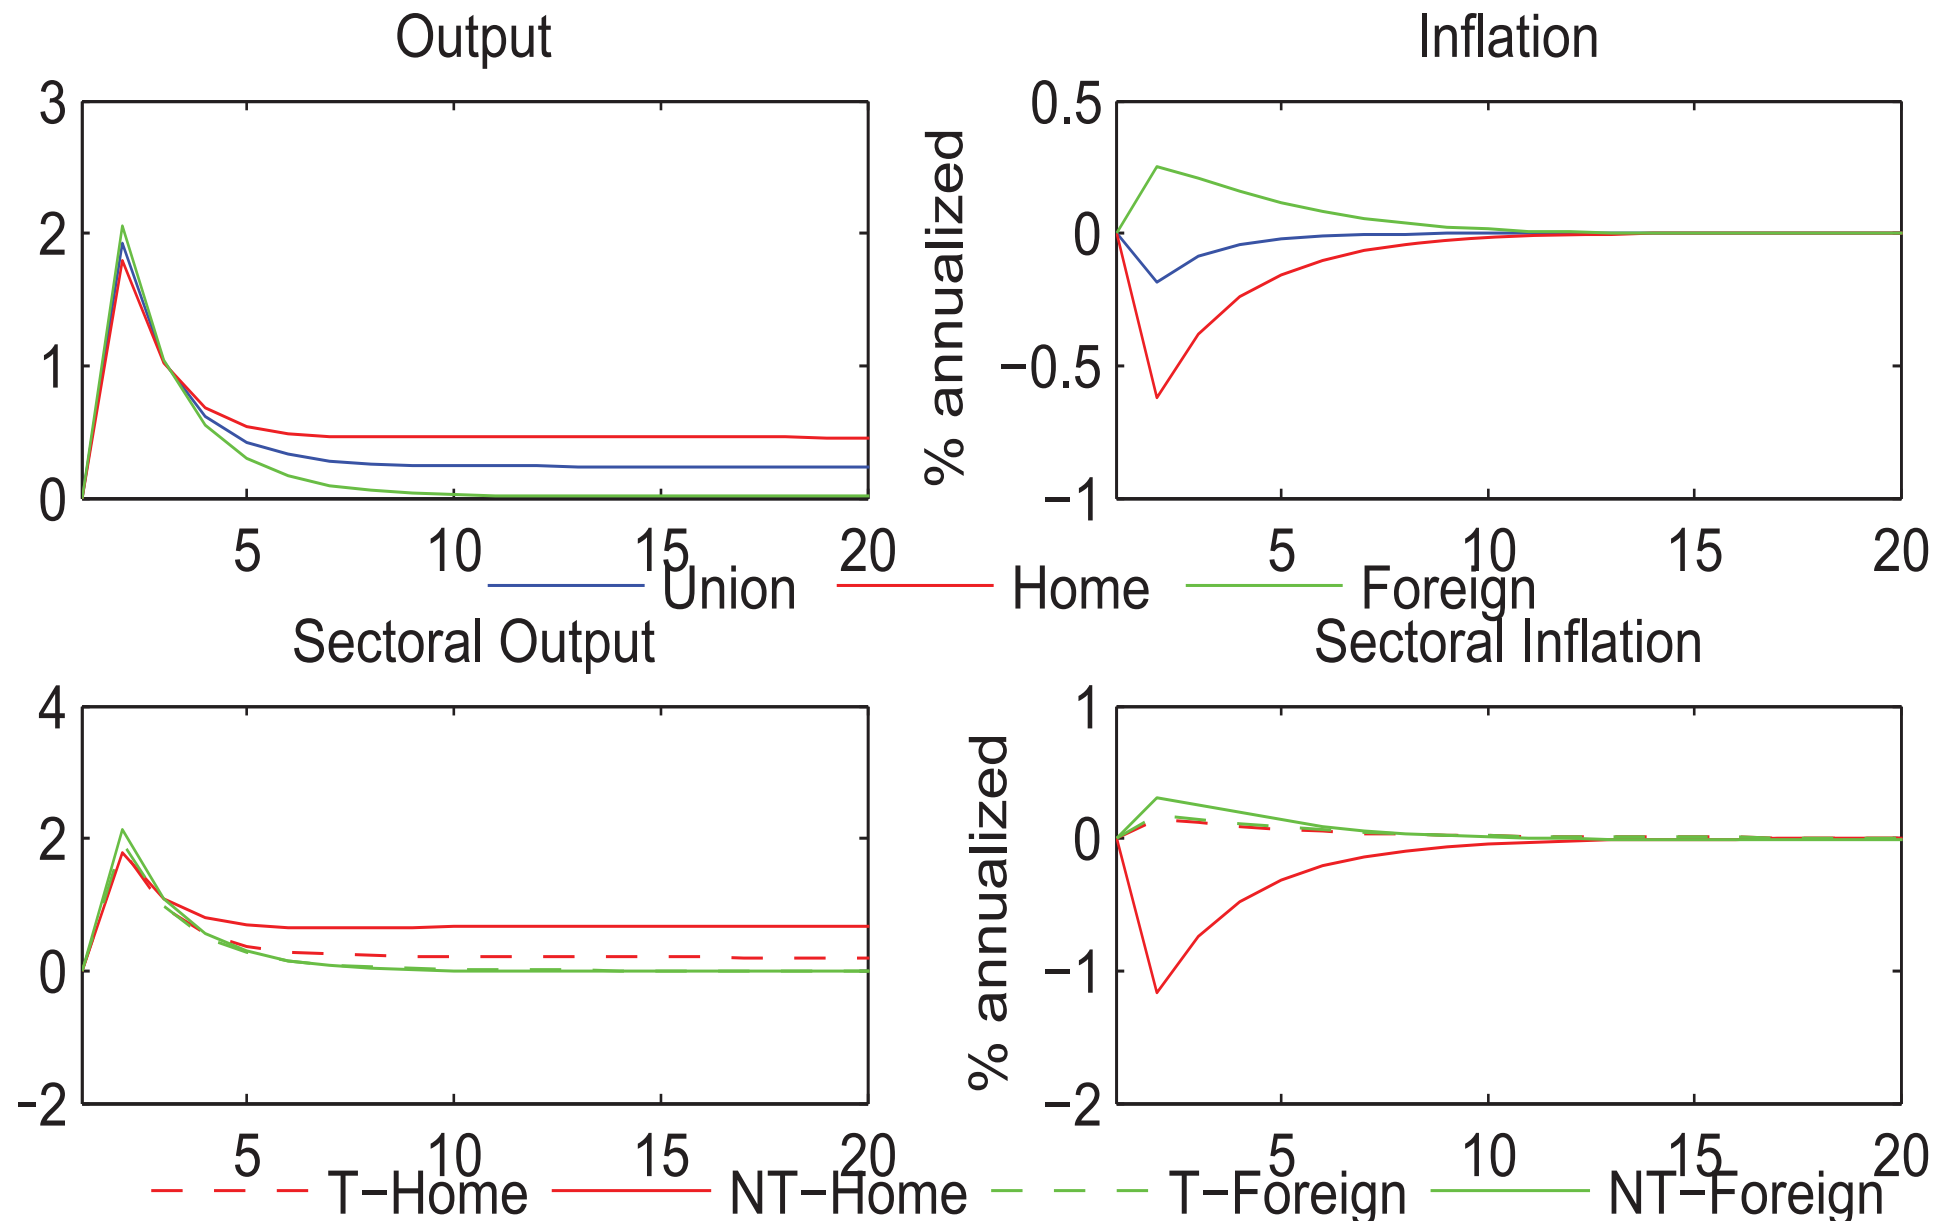 Output
Inflation
3
2
1
0
5
10
15
20
% annualized
0.5
0
−0.5
−1
5
10
15
20
Union
Home
Foreign
Sectoral Output
Sectoral Inflation
4
2
0
−2
5
10
15
20
% annualized
1
0
−1
−2
5
10
15
20
T−Home
NT−Home
T−Foreign
NT−Foreign